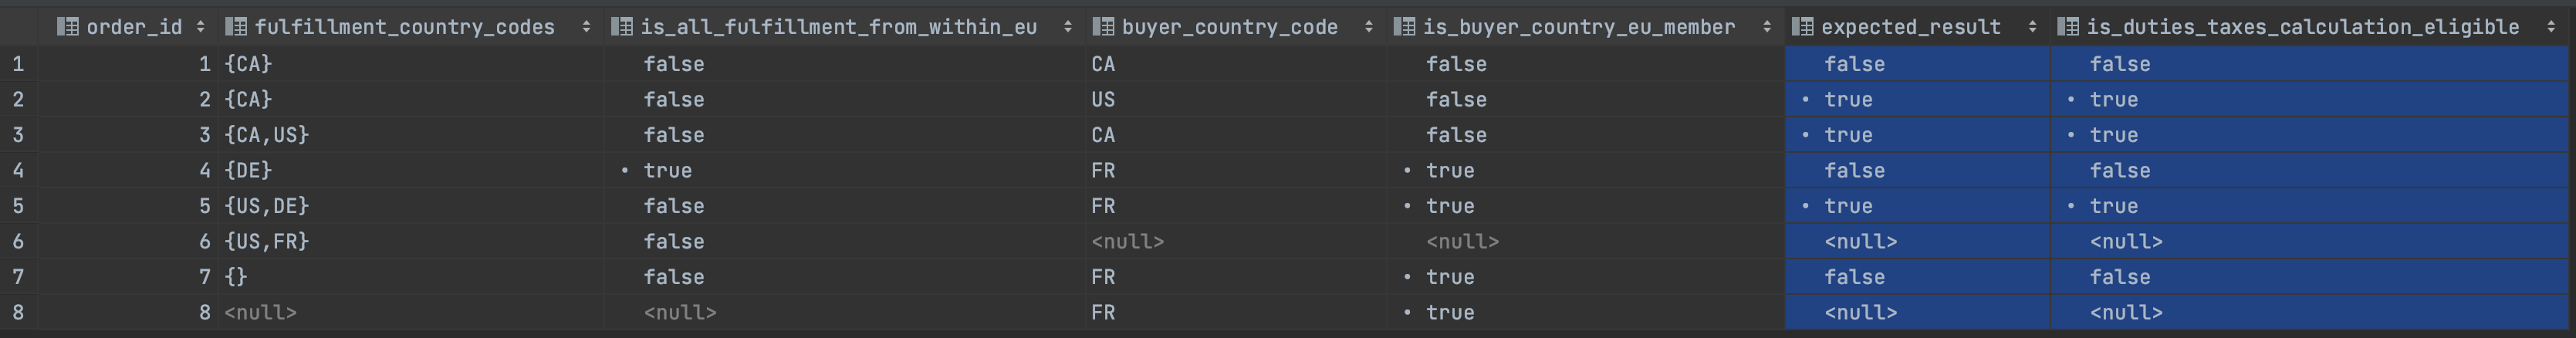 order_id fulfillment_country_codes is_all_fulfillment_from_within_eu buyer_country_code is_buyer_country_eu_member expected_result is_duties_taxes_calculation_eligible
1 1 {CA} false CA false false false
2 2 {CA} false US false • true • true
3 3 {CA,US} false CA false • true • true
4 4 {DE} • true FR • true false false
5 5 {US,DE} false FR • true • true • true
6 6 {US,FR} false <null> <null> <null> <null>
7 7 {} false FR • true false false
8 8 <null> <null> FR • true <null> <null>